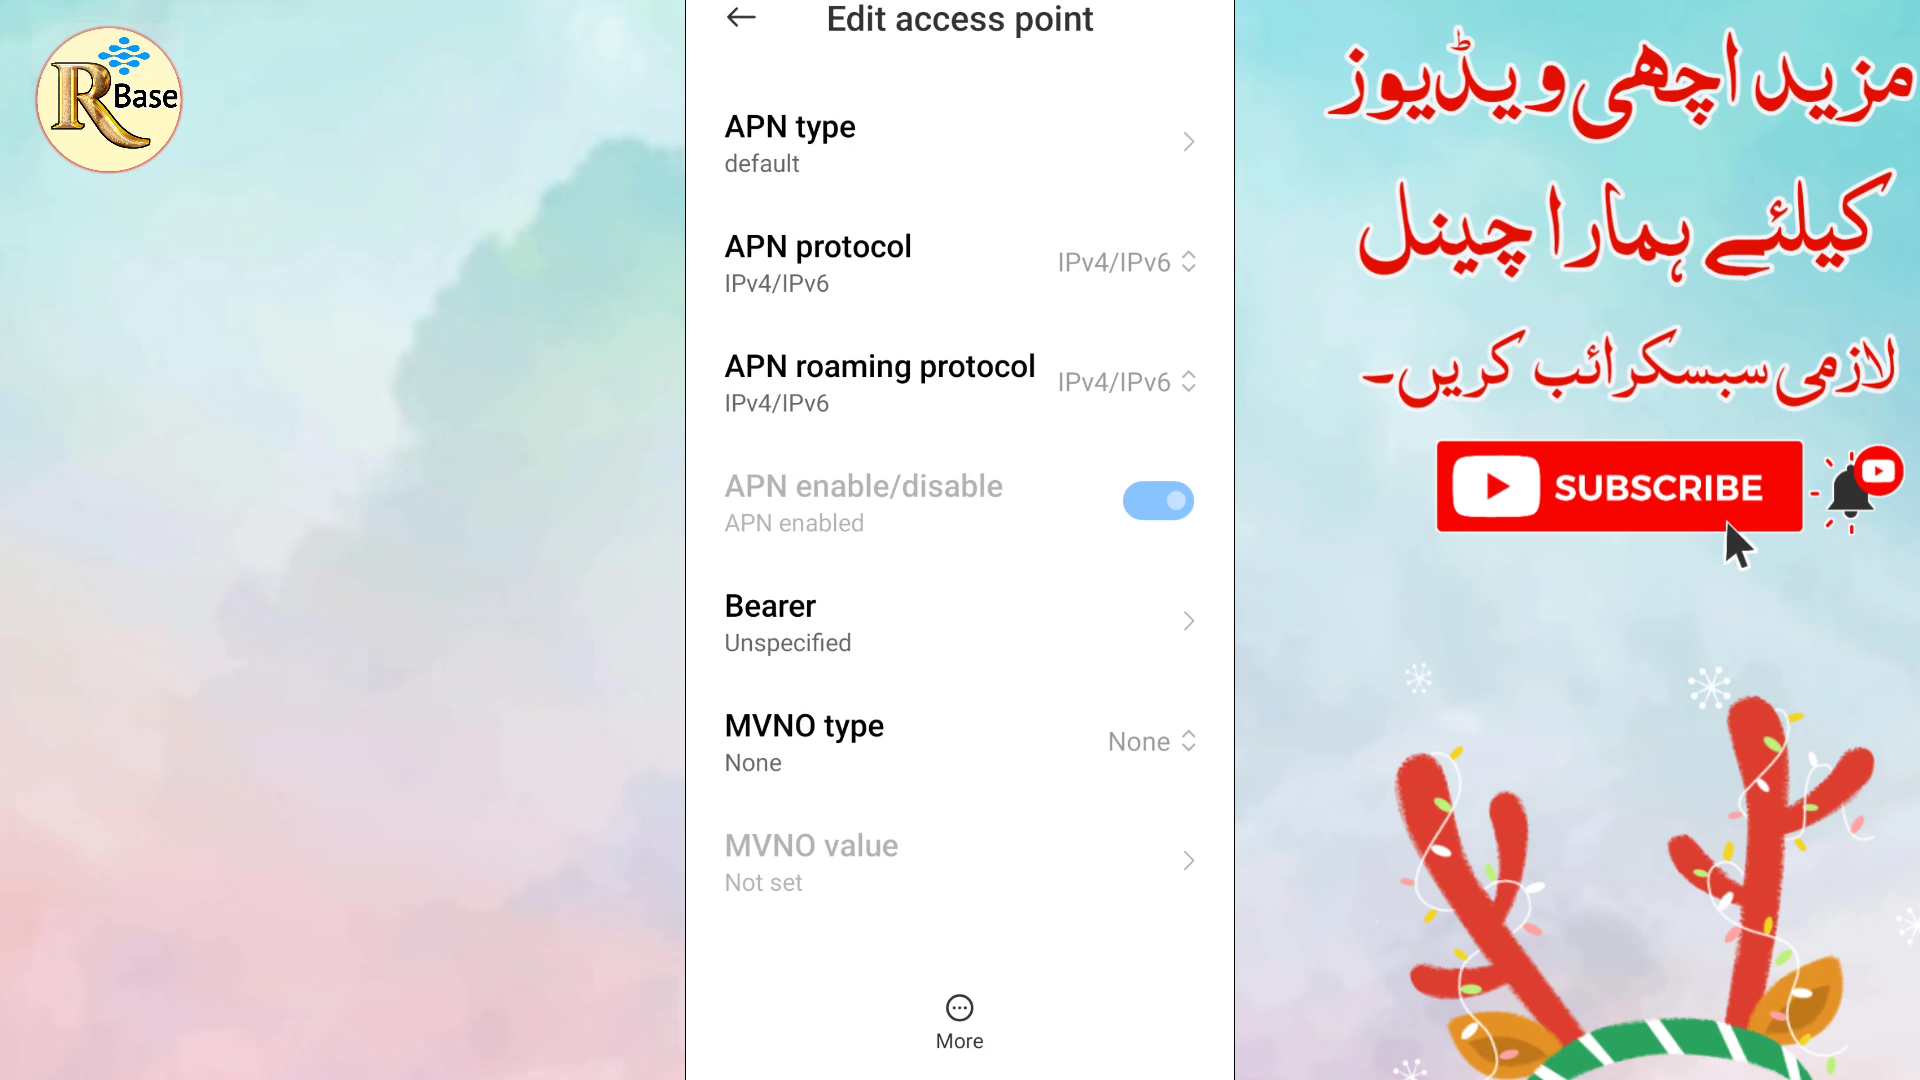 R Base
Edit access point
APN type
default
APN protocol
IPv4/IPv6
IPv4/IPv6
APN roaming protocol
IPv4/IPv6
IPv4/IPv6
APN enable/disable
APN enabled
Bearer
Unspecified
MVNO type
None
None
MVNO value
Not set
More
مزید اچھی ویڈیوز
کیلئے ہمارا چینل
لازمی سبسکرائب کریں۔
SUBSCRIBE